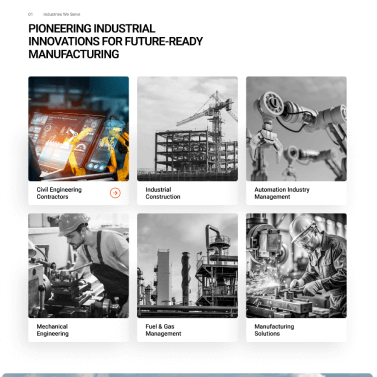 01 Industries We Serve
PIONEERING INDUSTRIAL
INNOVATIONS FOR FUTURE-READY
MANUFACTURING
Civil Engineering
Contractors
Industrial
Construction
Automation Industry
Management
Mechanical
Engineering
Fuel & Gas
Management
Manufacturing
Solutions